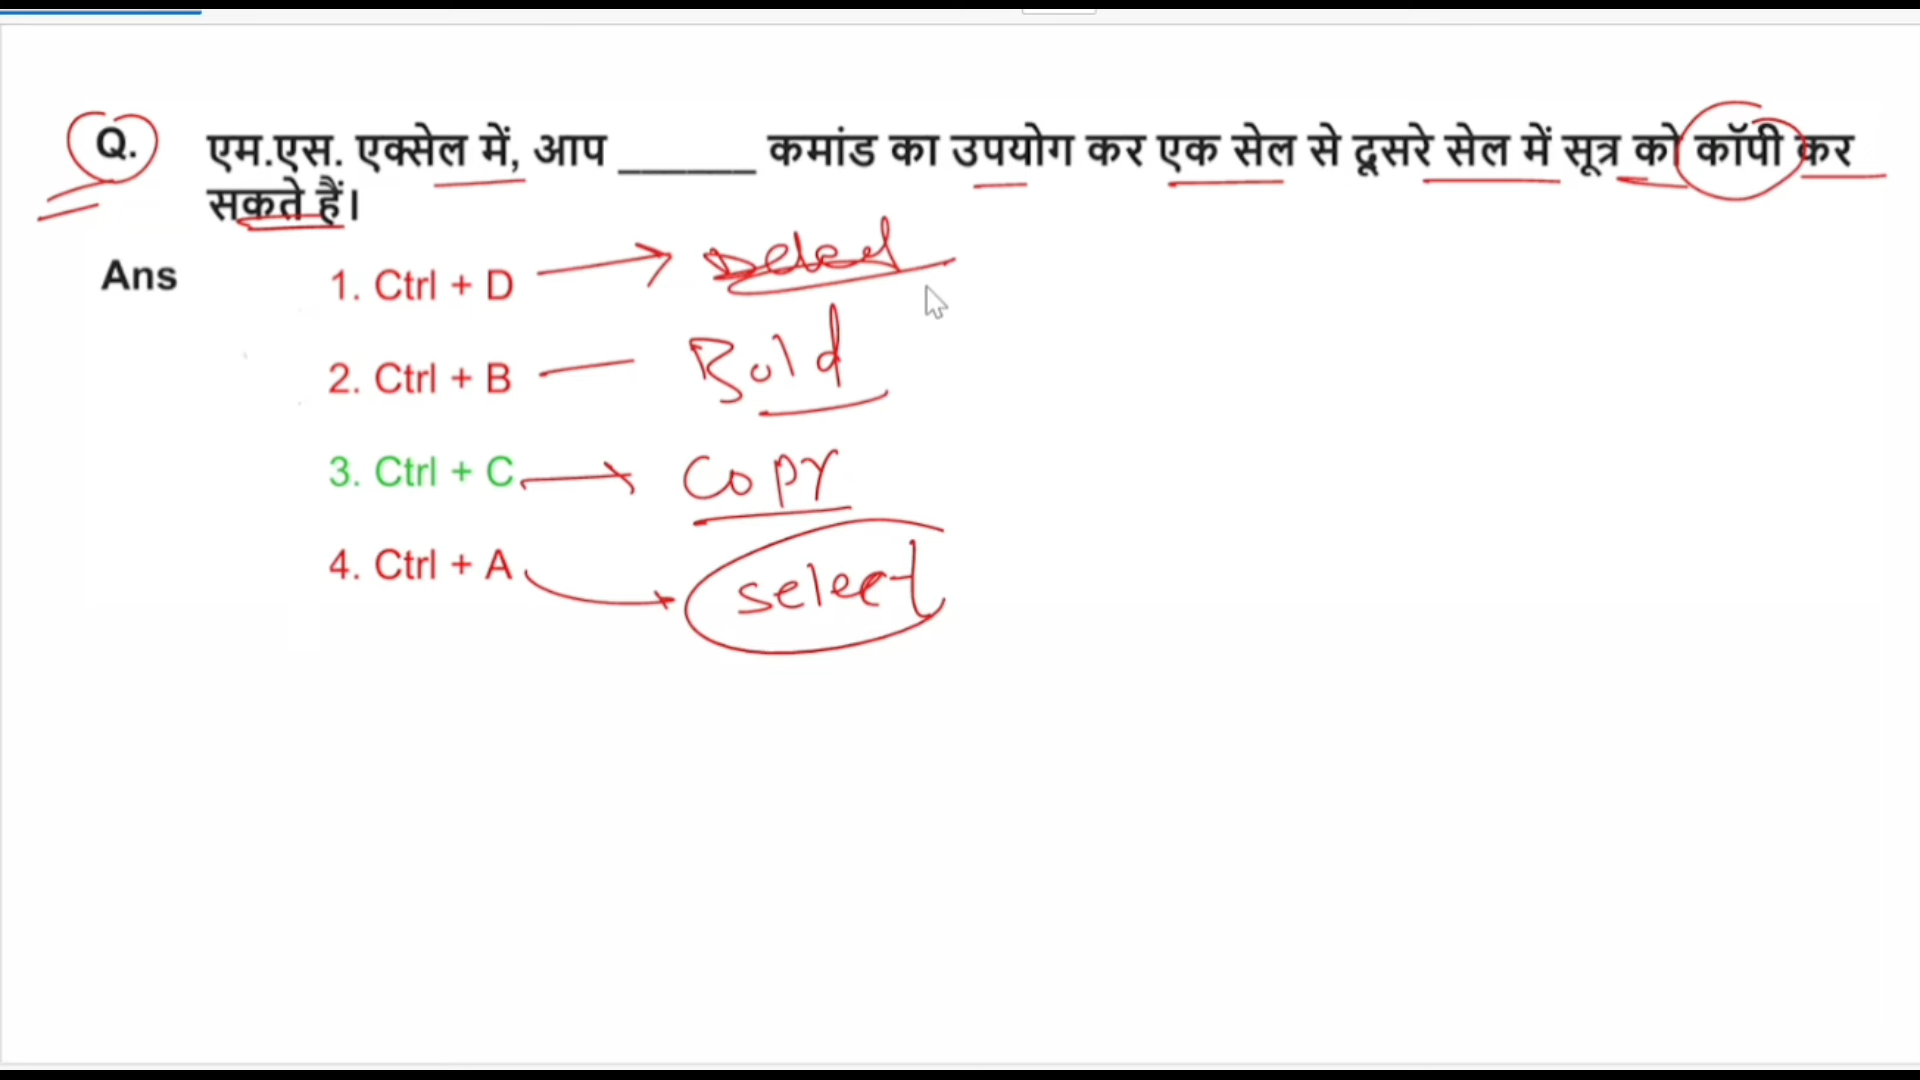 Q. एम.एस. एक्सेल में, आप ______ कमांड का उपयोग कर एक सेल से दूसरे सेल में सूत्र को कॉपी कर
सकते हैं।
Ans 1. Ctrl + D
2. Ctrl + B Bold
3. Ctrl + C Copy
4. Ctrl + A select